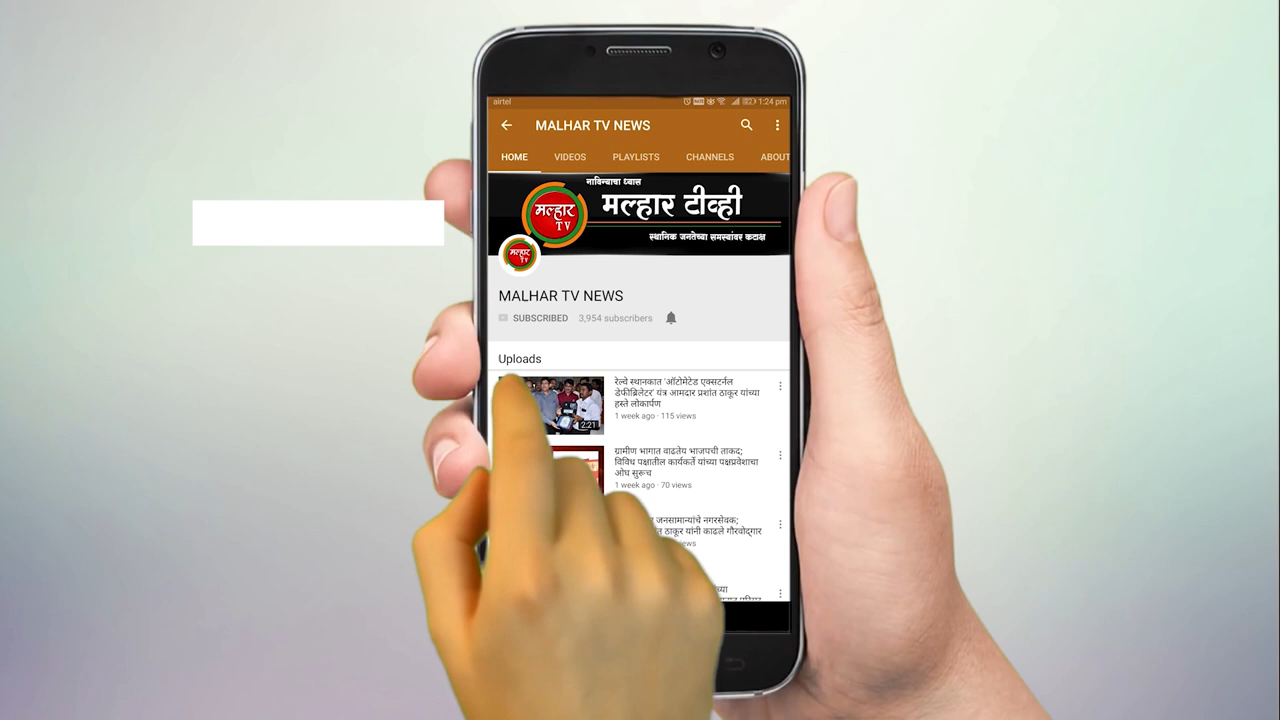 airtel
1:24 pm
MALHAR TV NEWS
HOME VIDEOS PLAYLISTS CHANNELS ABOUT
नाविन्याचा ध्यास
मल्हार टीव्ही
स्थानिक जनतेच्या समस्यांवर कटाक्ष
मल्हार
TV
मल्हार
TV
MALHAR TV NEWS
SUBSCRIBED 3,954 subscribers
Uploads
रेल्वे स्थानकात 'ऑटोमेटेड एक्सटर्नल
डेफीब्रिलेटर' यंत्र आमदार प्रशांत ठाकूर यांच्या
हस्ते लोकार्पण
1 week ago · 115 views
2:21
ग्रामीण भागात वाढतेय भाजपची ताकद;
विविध पक्षातील कार्यकर्ते यांच्या पक्षप्रवेशाचा
ओघ सुरूच
1 week ago · 70 views
जनसामान्यांचे नगरसेवक;
ठाकूर यांनी काढले गौरवोद्गार
views